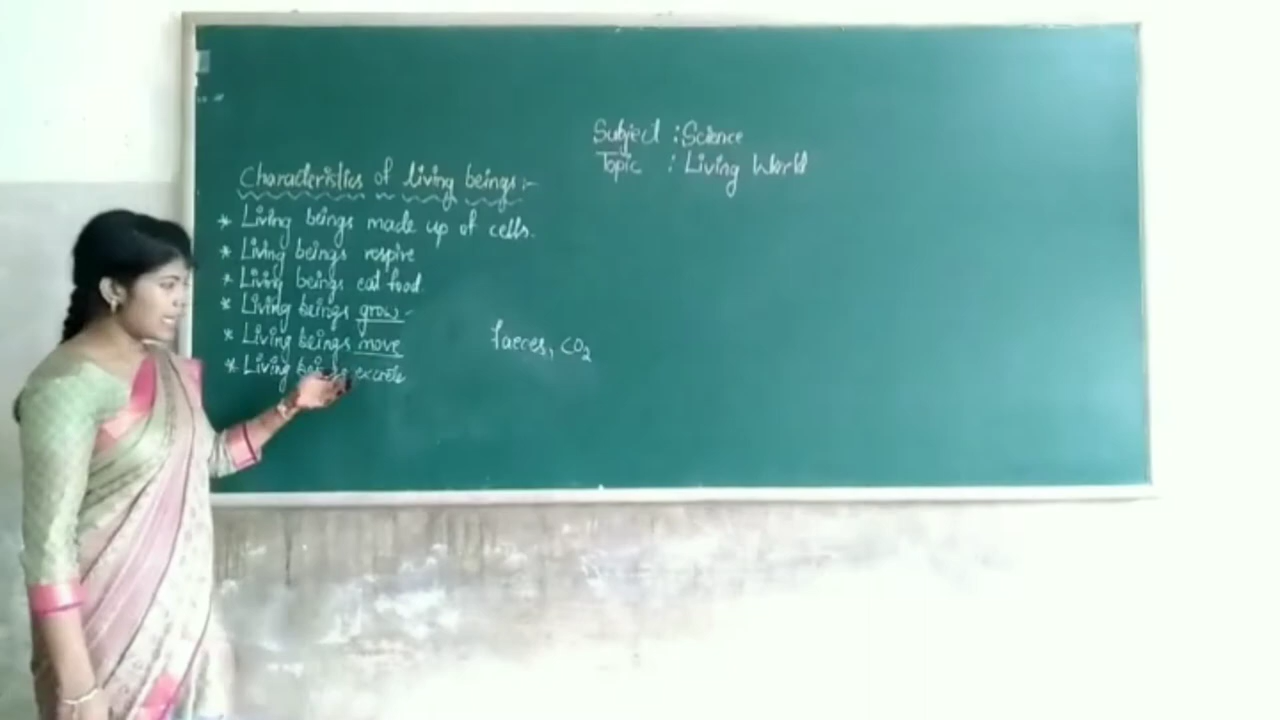 Subject : Science
Topic : Living World
Characteristics of living beings :-
* Living beings made up of cells.
* Living beings respire
* Living beings eat food.
* Living beings grow -
* Living beings move
* Living beings excrete
faeces, CO2